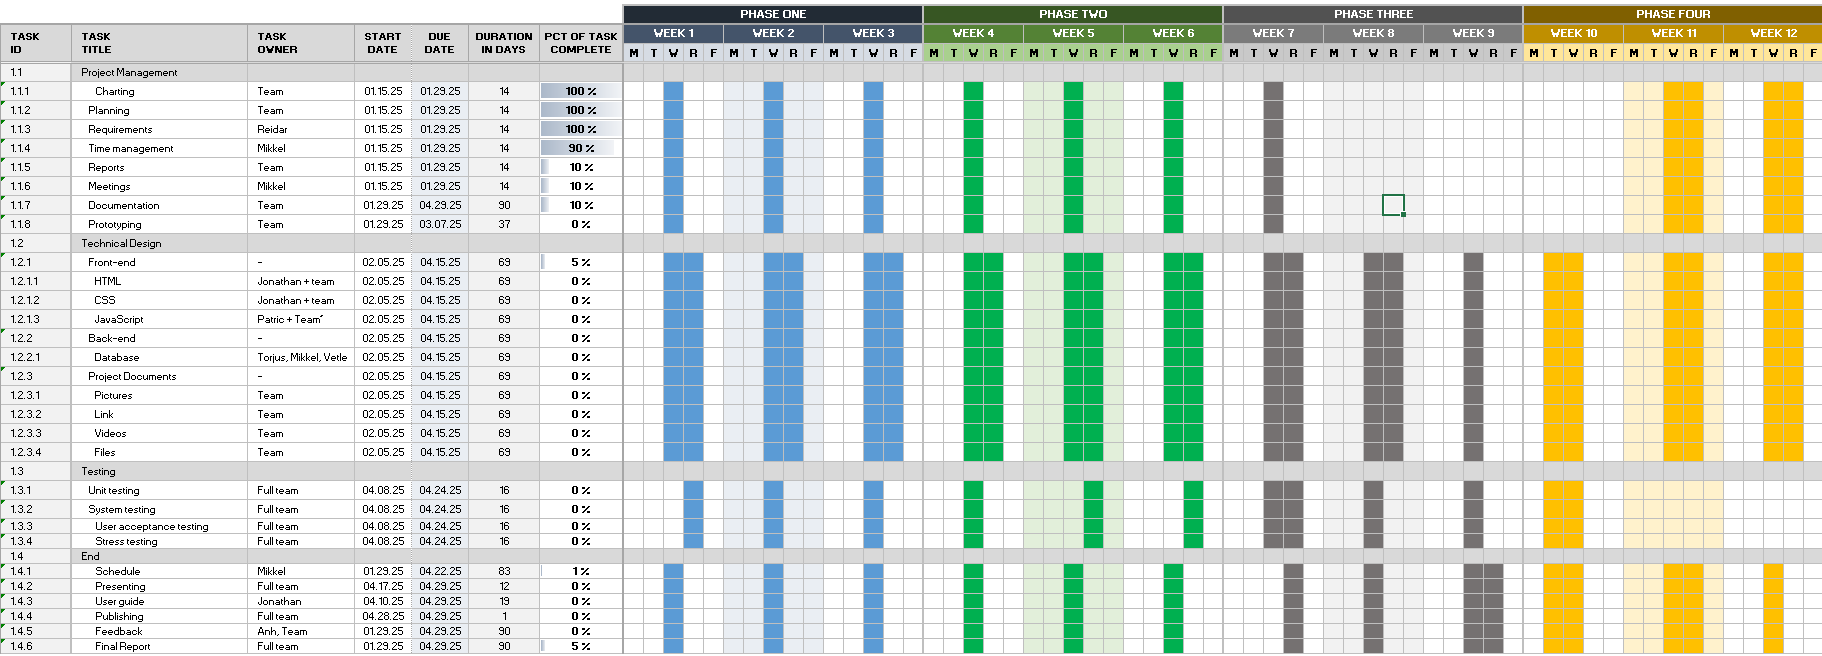 PHASE ONE PHASE TWO PHASE THREE PHASE FOUR
TASK ID TASK TITLE TASK OWNER START DATE DUE DATE DURATION IN DAYS PCT OF TASK COMPLETE WEEK 1 WEEK 2 WEEK 3 WEEK 4 WEEK 5 WEEK 6 WEEK 7 WEEK 8 WEEK 9 WEEK 10 WEEK 11 WEEK 12
M T W R F M T W R F M T W R F M T W R F M T W R F M T W R F M T W R F M T W R F M T W R F M T W R F M T W R F M T W R F
1.1 Project Management
1.1.1 Charting Team 01.15.25 01.29.25 14 100 %
1.1.2 Planning Team 01.15.25 01.29.25 14 100 %
1.1.3 Requirements Reidar 01.15.25 01.29.25 14 100 %
1.1.4 Time management Mikkel 01.15.25 01.29.25 14 90 %
1.1.5 Reports Team 01.15.25 01.29.25 14 10 %
1.1.6 Meetings Mikkel 01.15.25 01.29.25 14 10 %
1.1.7 Documentation Team 01.29.25 04.29.25 90 10 %
1.1.8 Prototyping Team 01.29.25 03.07.25 37 0 %
1.2 Technical Design
1.2.1 Front-end - 02.05.25 04.15.25 69 5 %
1.2.1.1 HTML Jonathan + team 02.05.25 04.15.25 69 0 %
1.2.1.2 CSS Jonathan + team 02.05.25 04.15.25 69 0 %
1.2.1.3 JavaScript Patric + Team´ 02.05.25 04.15.25 69 0 %
1.2.2 Back-end - 02.05.25 04.15.25 69 0 %
1.2.2.1 Database Torjus, Mikkel, Vetle 02.05.25 04.15.25 69 0 %
1.2.3 Project Documents - 02.05.25 04.15.25 69 0 %
1.2.3.1 Pictures Team 02.05.25 04.15.25 69 0 %
1.2.3.2 Link Team 02.05.25 04.15.25 69 0 %
1.2.3.3 Videos Team 02.05.25 04.15.25 69 0 %
1.2.3.4 Files Team 02.05.25 04.15.25 69 0 %
1.3 Testing
1.3.1 Unit testing Full team 04.08.25 04.24.25 16 0 %
1.3.2 System testing Full team 04.08.25 04.24.25 16 0 %
1.3.3 User acceptance testing Full team 04.08.25 04.24.25 16 0 %
1.3.4 Stress testing Full team 04.08.25 04.24.25 16 0 %
1.4 End
1.4.1 Schedule Mikkel 01.29.25 04.22.25 83 1 %
1.4.2 Presenting Full team 04.17.25 04.29.25 12 0 %
1.4.3 User guide Jonathan 04.10.25 04.29.25 19 0 %
1.4.4 Publishing Full team 04.28.25 04.29.25 1 0 %
1.4.5 Feedback Anh, Team 01.29.25 04.29.25 90 0 %
1.4.6 Final Report Full team 01.29.25 04.29.25 90 5 %